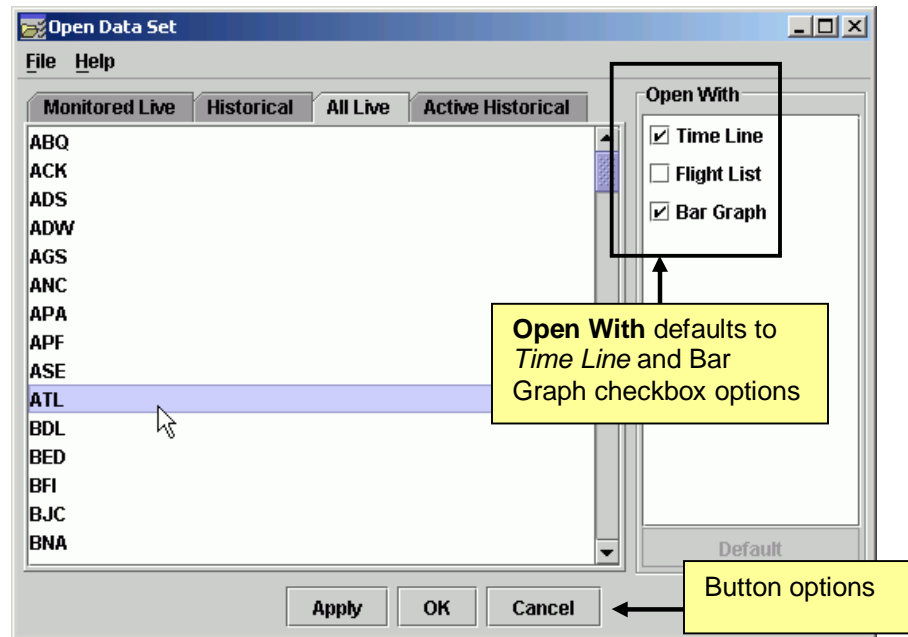 Open Data Set
File Help
Monitored Live Historical All Live Active Historical
Open With
ABQ
ACK
ADS
ADW
AGS
ANC
APA
APF
ASE
ATL
BDL
BED
BFI
BJC
BNA
Time Line
Flight List
Bar Graph
Open With defaults to
Time Line and Bar
Graph checkbox options
Default
Apply OK Cancel
Button options